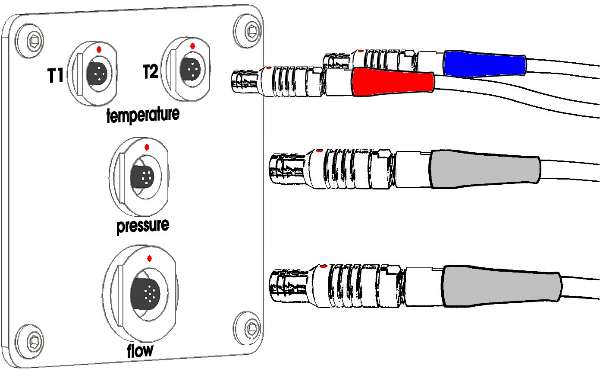 T1 T2
temperature
pressure
flow